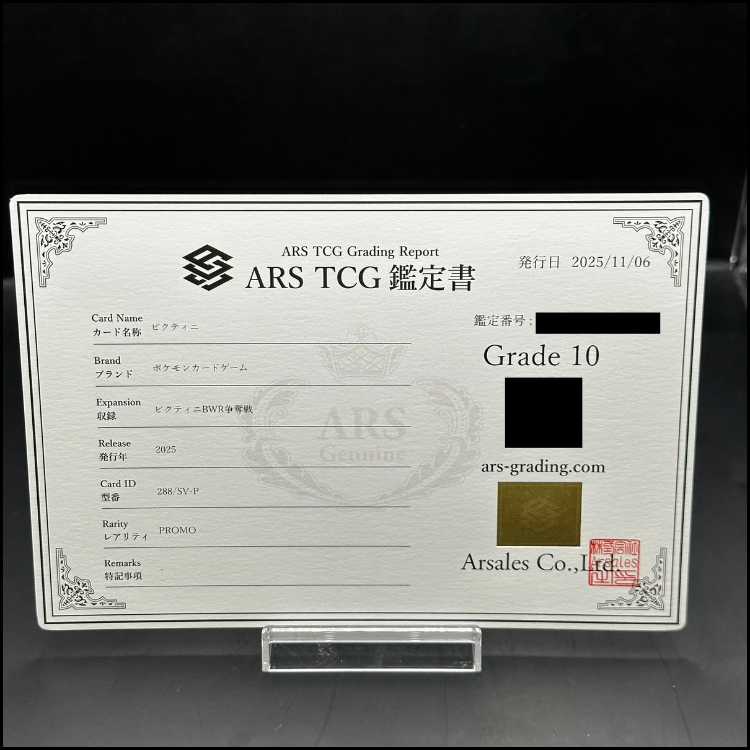 ARS TCG Grading Report
ARS TCG 鑑定書
発行日 2025/11/06
Card Name
カード名称
ビクティニ
Brand
ブランド
ポケモンカードゲーム
Expansion
収録
ビクティニBWR争奪戦
Release
発行年
2025
Card ID
型番
288/SV-P
Rarity
レアリティ
PROMO
Remarks
特記事項
ARS
Genuine
鑑定番号 :
Grade 10
ars-grading.com
Arsales Co.,Ltd.
Arsales